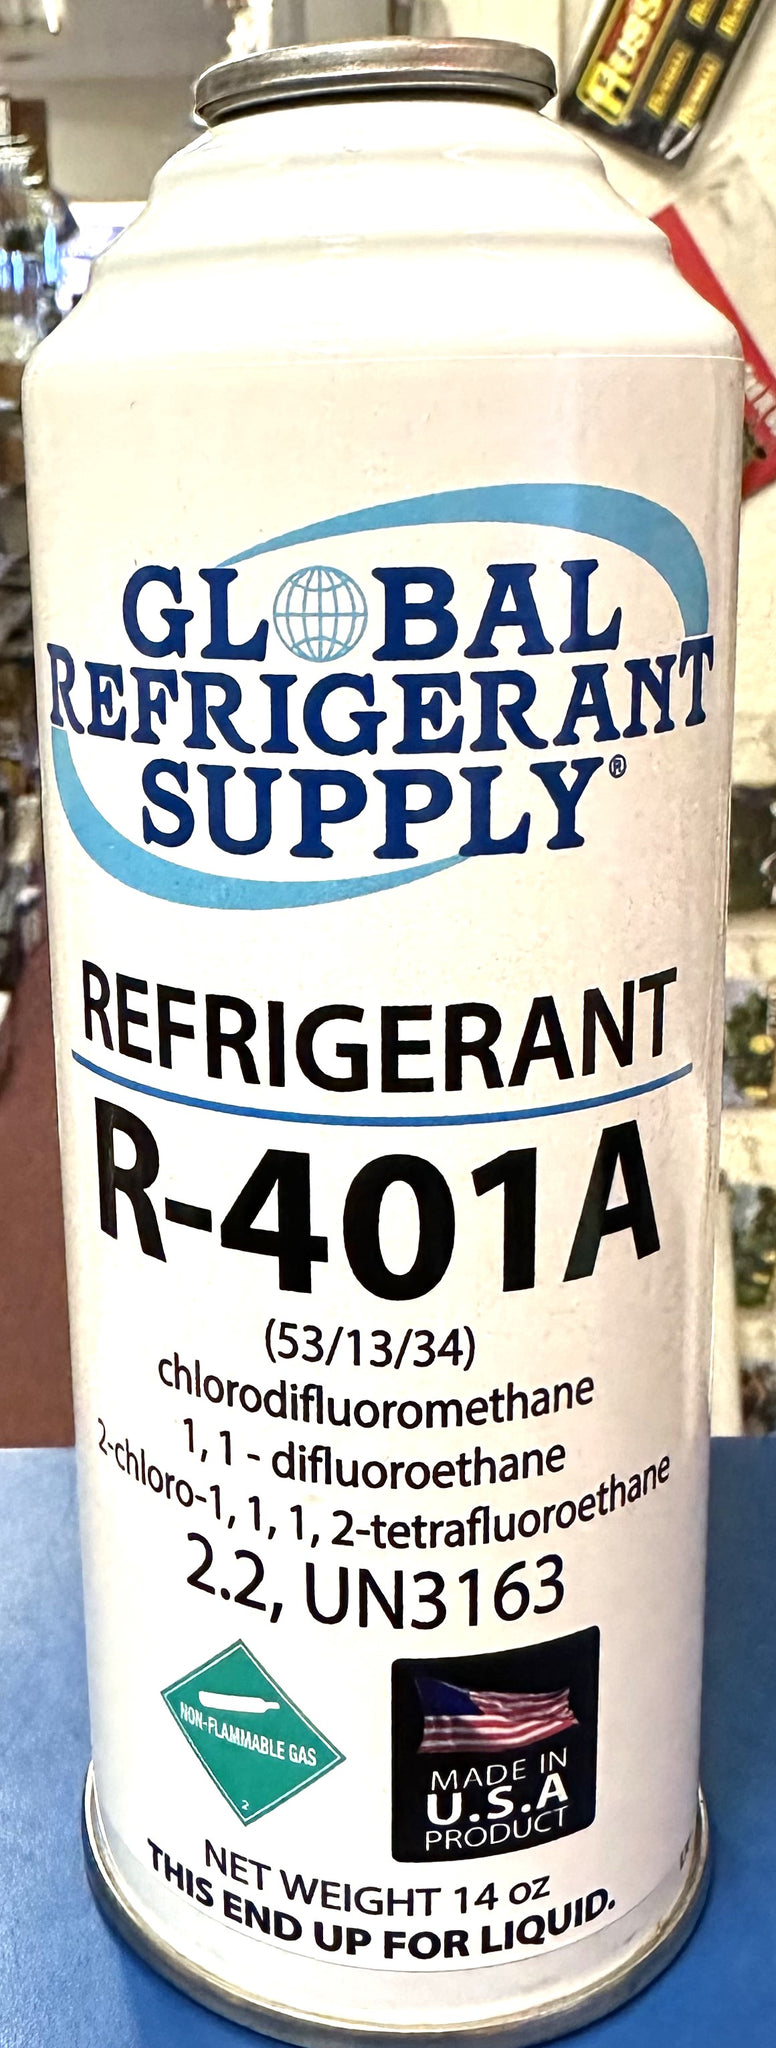 GLOBAL
REFRIGERANT
SUPPLY®
REFRIGERANT
R-401A
(53/13/34)
chlorodifluoromethane
1, 1 - difluoroethane
2-chloro-1, 1, 1, 2-tetrafluoroethane
2.2, UN3163
NON-FLAMMABLE GAS
2
MADE IN
U.S.A
PRODUCT
NET WEIGHT 14 oz
THIS END UP FOR LIQUID.